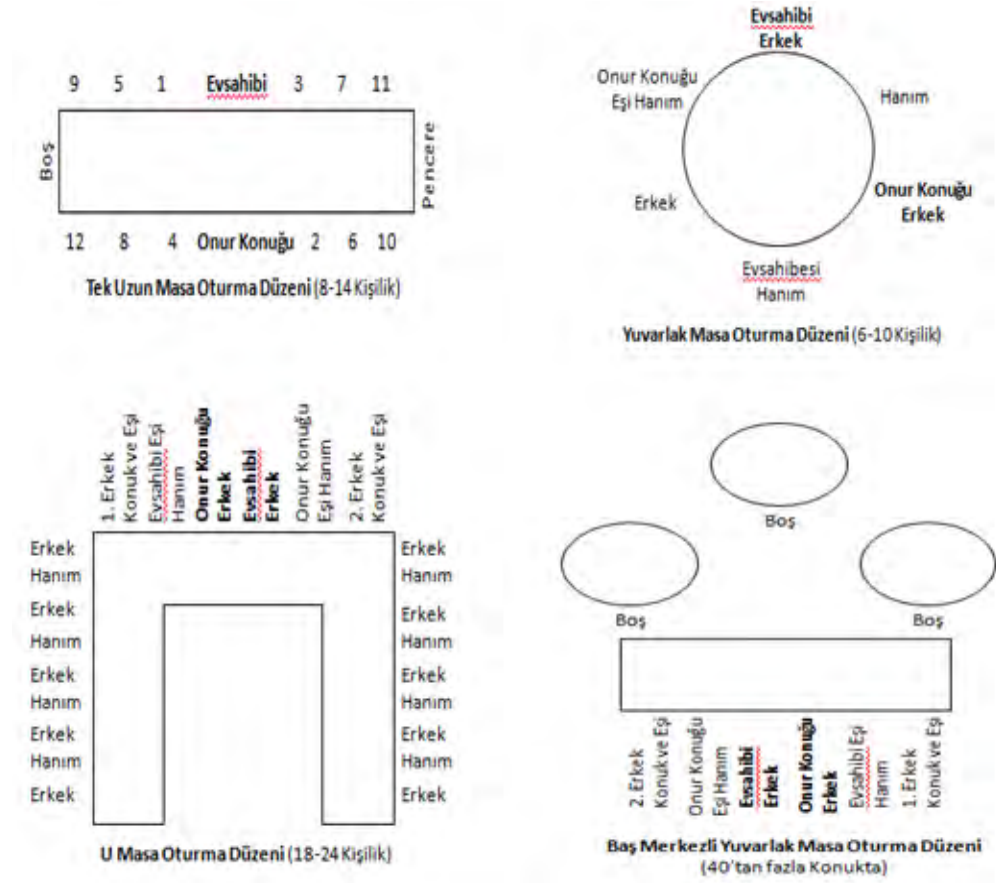 9 5 1 Evsahibi 3 7 11
Boş
Pencere
12 8 4 Onur Konuğu 2 6 10
Tek Uzun Masa Oturma Düzeni (8-14 Kişilik)
Evsahibi
Erkek
Onur Konuğu
Eşi Hanım
Hanım
Erkek
Onur Konuğu
Erkek
Evsahibesi
Hanım
Yuvarlak Masa Oturma Düzeni (6-10 Kişilik)
1. Erkek
Konuk ve Eşi
Evsahibi Eşi
Hanım
Onur Konuğu
Erkek
Evsahibi
Erkek
Onur Konuğu
Eşi Hanım
2. Erkek
Konuk ve Eşi
Erkek
Hanım
Erkek
Hanım
Erkek
Hanım
Erkek
Hanım
Erkek
Erkek
Hanım
Erkek
Hanım
Erkek
Hanım
Erkek
Hanım
Erkek
U Masa Oturma Düzeni (18-24 Kişilik)
Boş
Boş
Boş
2. Erkek
Konuk ve Eşi
Onur Konuğu
Eşi Hanım
Evsahibi
Erkek
Onur Konuğu
Erkek
Evsahibi Eşi
Hanım
1. Erkek
Konuk ve Eşi
Baş Merkezli Yuvarlak Masa Oturma Düzeni
(40'tan fazla Konukta)